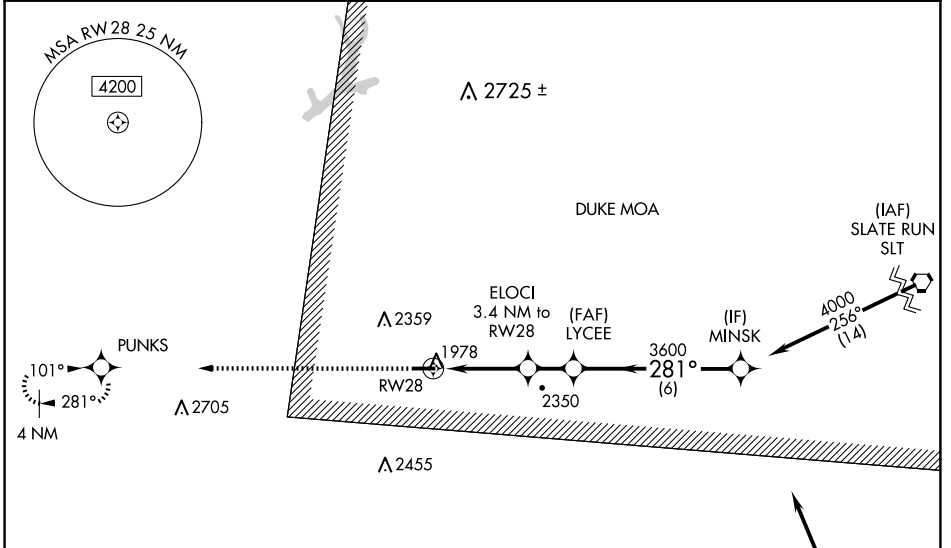 MSA RW28 25 NM
4200
2725 ±
DUKE MOA
(IAF)
SLATE RUN
SLT
4000
256°
(14)
ELOCI
3.4 NM to
RW28
(FAF)
LYCEE
(IF)
MINSK
3600
281°
(6)
2359
1978
RW28
2350
PUNKS
101°
281°
4 NM
2705
2455